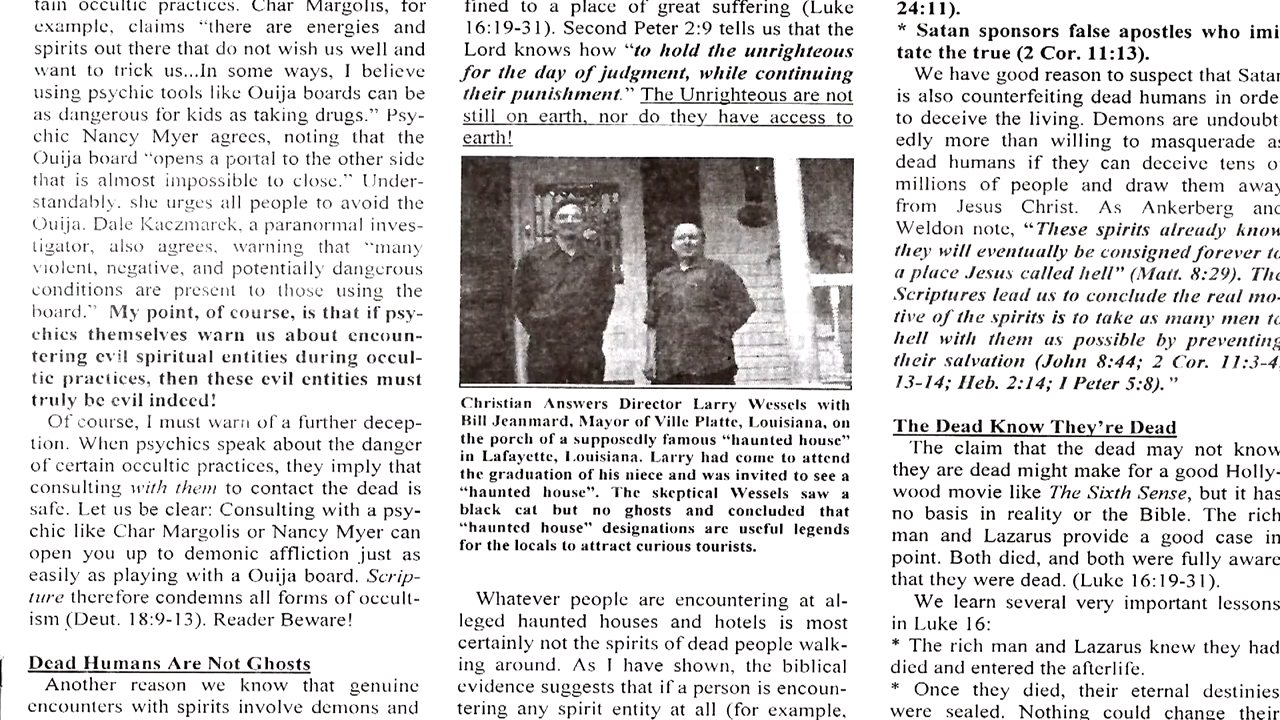 tain occultic practices. Char Margolis, for
example, claims “there are energies and
spirits out there that do not wish us well and
want to trick us...In some ways, I believe
using psychic tools like Ouija boards can be
as dangerous for kids as taking drugs.” Psy-
chic Nancy Myer agrees, noting that the
Ouija board “opens a portal to the other side
that is almost impossible to close.” Under-
standably, she urges all people to avoid the
Ouija. Dale Kaczmarek, a paranormal inves-
tigator, also agrees, warning that “many
violent, negative, and potentially dangerous
conditions are present to those using the
board.” My point, of course, is that if psy-
chics themselves warn us about encoun-
tering evil spiritual entities during occul-
tic practices, then these evil entities must
truly be evil indeed!
Of course, I must warn of a further decep-
tion. When psychics speak about the danger
of certain occultic practices, they imply that
consulting with them to contact the dead is
safe. Let us be clear: Consulting with a psy-
chic like Char Margolis or Nancy Myer can
open you up to demonic affliction just as
easily as playing with a Ouija board. Scrip-
ture therefore condemns all forms of occult-
ism (Deut. 18:9-13). Reader Beware!
Dead Humans Are Not Ghosts
Another reason we know that genuine
encounters with spirits involve demons and
fined to a place of great suffering (Luke
16:19-31). Second Peter 2:9 tells us that the
Lord knows how “to hold the unrighteous
for the day of judgment, while continuing
their punishment.” The Unrighteous are not
still on earth, nor do they have access to
earth!
Christian Answers Director Larry Wessels with
Bill Jeanmard, Mayor of Ville Platte, Louisiana, on
the porch of a supposedly famous “haunted house”
in Lafayette, Louisiana. Larry had come to attend
the graduation of his niece and was invited to see a
“haunted house”. The skeptical Wessels saw a
black cat but no ghosts and concluded that
“haunted house” designations are useful legends
for the locals to attract curious tourists.
Whatever people are encountering at al-
leged haunted houses and hotels is most
certainly not the spirits of dead people walk-
ing around. As I have shown, the biblical
evidence suggests that if a person is encoun-
tering any spirit entity at all (for example,
24:11).
* Satan sponsors false apostles who imi
tate the true (2 Cor. 11:13).
We have good reason to suspect that Satan
is also counterfeiting dead humans in orde
to deceive the living. Demons are undoubt
edly more than willing to masquerade as
dead humans if they can deceive tens o
millions of people and draw them away
from Jesus Christ. As Ankerberg and
Weldon note, “These spirits already know
they will eventually be consigned forever to
a place Jesus called hell” (Matt. 8:29). The
Scriptures lead us to conclude the real mo-
tive of the spirits is to take as many men to
hell with them as possible by preventing
their salvation (John 8:44; 2 Cor. 11:3-4,
13-14; Heb. 2:14; I Peter 5:8).”
The Dead Know They’re Dead
The claim that the dead may not know
they are dead might make for a good Holly-
wood movie like The Sixth Sense, but it has
no basis in reality or the Bible. The rich
man and Lazarus provide a good case in
point. Both died, and both were fully aware
that they were dead. (Luke 16:19-31).
We learn several very important lessons
in Luke 16:
* The rich man and Lazarus knew they had
died and entered the afterlife.
* Once they died, their eternal destinies
were sealed. Nothing could change their